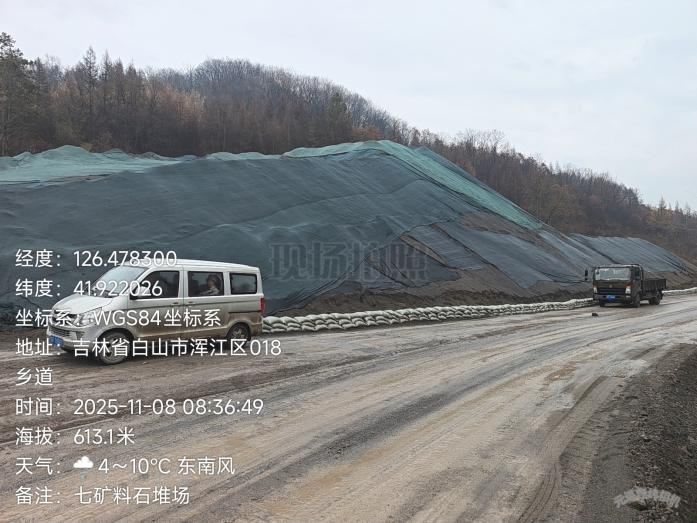 现场拍照
经度：126.478300
纬度：41.922026
坐标系：WGS84坐标系
地址：吉林省白山市浑江区018
乡道
时间：2025-11-08 08:36:49
海拔：613.1米
天气：4~10℃ 东南风
备注：七矿料石堆场